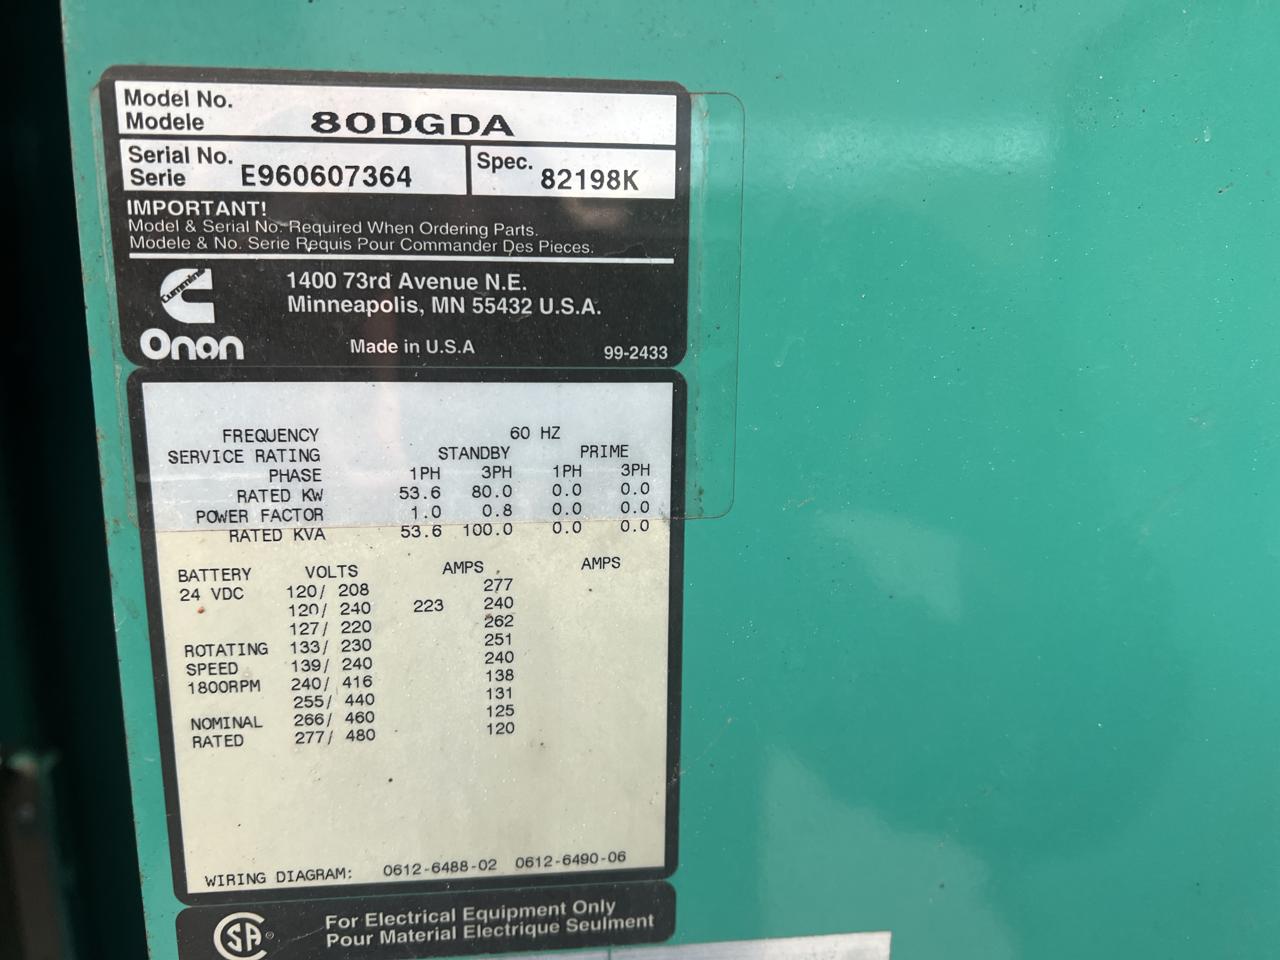 Model No.
Modele 80DGDA
Serial No.
Serie E960607364 Spec. 82198K
IMPORTANT!
Model & Serial No. Required When Ordering Parts.
Modele & No. Serie Requis Pour Commander Des Pieces.
Cummins
Onan
1400 73rd Avenue N.E.
Minneapolis, MN 55432 U.S.A.
Made in U.S.A 99-2433
FREQUENCY 60 HZ
SERVICE RATING STANDBY PRIME
PHASE 1PH 3PH 1PH 3PH
RATED KW 53.6 80.0 0.0 0.0
POWER FACTOR 1.0 0.8 0.0 0.0
RATED KVA 53.6 100.0 0.0 0.0
BATTERY VOLTS AMPS AMPS
24 VDC 120/ 208 277
120/ 240 223 240
127/ 220 262
ROTATING 133/ 230 251
SPEED 139/ 240 240
1800RPM 240/ 416 138
255/ 440 131
NOMINAL 266/ 460 125
RATED 277/ 480 120
WIRING DIAGRAM: 0612-6488-02 0612-6490-06
CSA ®
For Electrical Equipment Only
Pour Material Electrique Seulment